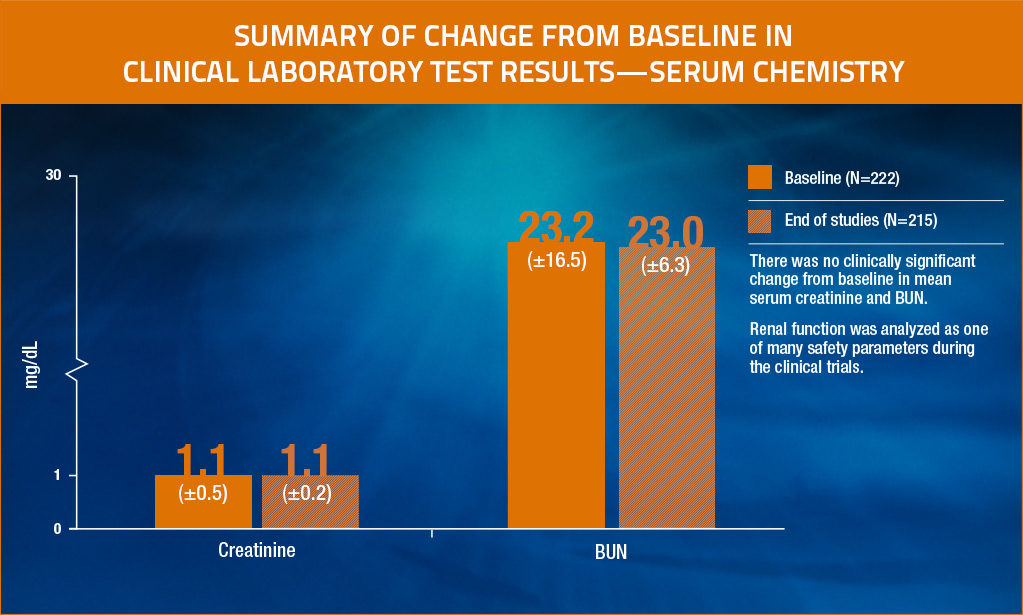 SUMMARY OF CHANGE FROM BASELINE IN
CLINICAL LABORATORY TEST RESULTS—SERUM CHEMISTRY
30
mg/dL
1
0
1.1
(±0.5)
1.1
(±0.2)
Creatinine
23.2
(±16.5)
23.0
(±6.3)
BUN
Baseline (N=222)
End of studies (N=215)
There was no clinically significant
change from baseline in mean
serum creatinine and BUN.
Renal function was analyzed as one
of many safety parameters during
the clinical trials.